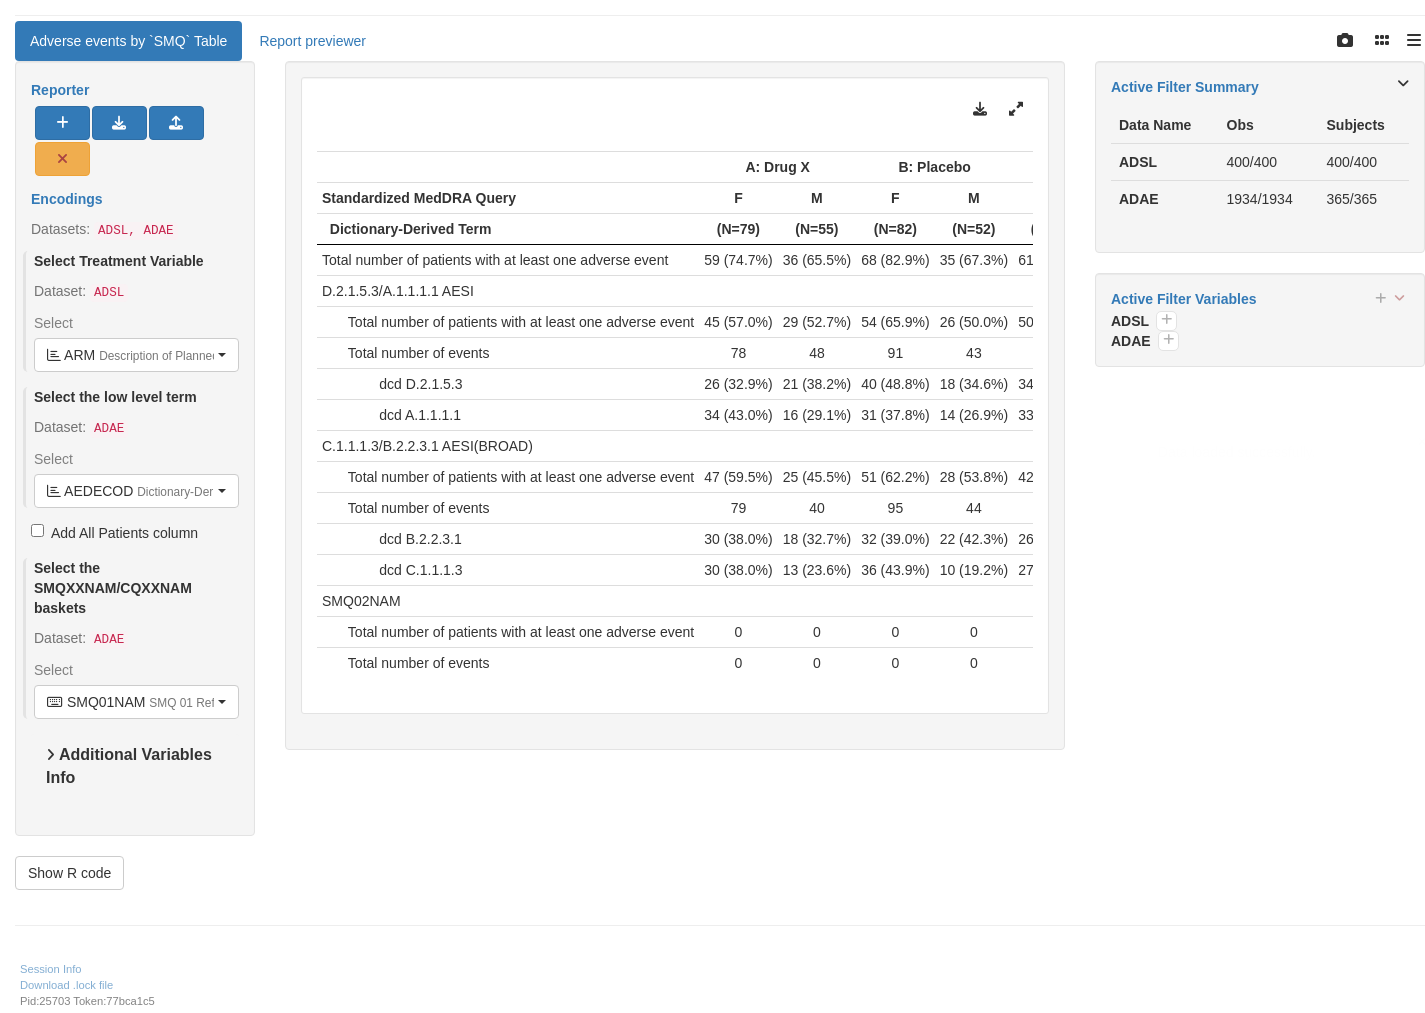 Adverse events by `SMQ` Table Report previewer
Reporter
Encodings
Datasets: ADSL, ADAE
Select Treatment Variable
Dataset: ADSL
Select
ARM Description of Planned
Select the low level term
Dataset: ADAE
Select
AEDECOD Dictionary-Der
Add All Patients column
Select the
SMQXXNAM/CQXXNAM
baskets
Dataset: ADAE
Select
SMQ01NAM SMQ 01 Ref
Additional Variables
Info
Show R code
A: Drug X B: Placebo
Standardized MedDRA Query F M F M
Dictionary-Derived Term (N=79) (N=55) (N=82) (N=52) (
Total number of patients with at least one adverse event 59 (74.7%) 36 (65.5%) 68 (82.9%) 35 (67.3%) 61
D.2.1.5.3/A.1.1.1.1 AESI
Total number of patients with at least one adverse event 45 (57.0%) 29 (52.7%) 54 (65.9%) 26 (50.0%) 50
Total number of events 78 48 91 43
dcd D.2.1.5.3 26 (32.9%) 21 (38.2%) 40 (48.8%) 18 (34.6%) 34
dcd A.1.1.1.1 34 (43.0%) 16 (29.1%) 31 (37.8%) 14 (26.9%) 33
C.1.1.1.3/B.2.2.3.1 AESI(BROAD)
Total number of patients with at least one adverse event 47 (59.5%) 25 (45.5%) 51 (62.2%) 28 (53.8%) 42
Total number of events 79 40 95 44
dcd B.2.2.3.1 30 (38.0%) 18 (32.7%) 32 (39.0%) 22 (42.3%) 26
dcd C.1.1.1.3 30 (38.0%) 13 (23.6%) 36 (43.9%) 10 (19.2%) 27
SMQ02NAM
Total number of patients with at least one adverse event 0 0 0 0
Total number of events 0 0 0 0
Active Filter Summary
Data Name Obs Subjects
ADSL 400/400 400/400
ADAE 1934/1934 365/365
Active Filter Variables
ADSL
ADAE
Session Info
Download .lock file
Pid:25703 Token:77bca1c5